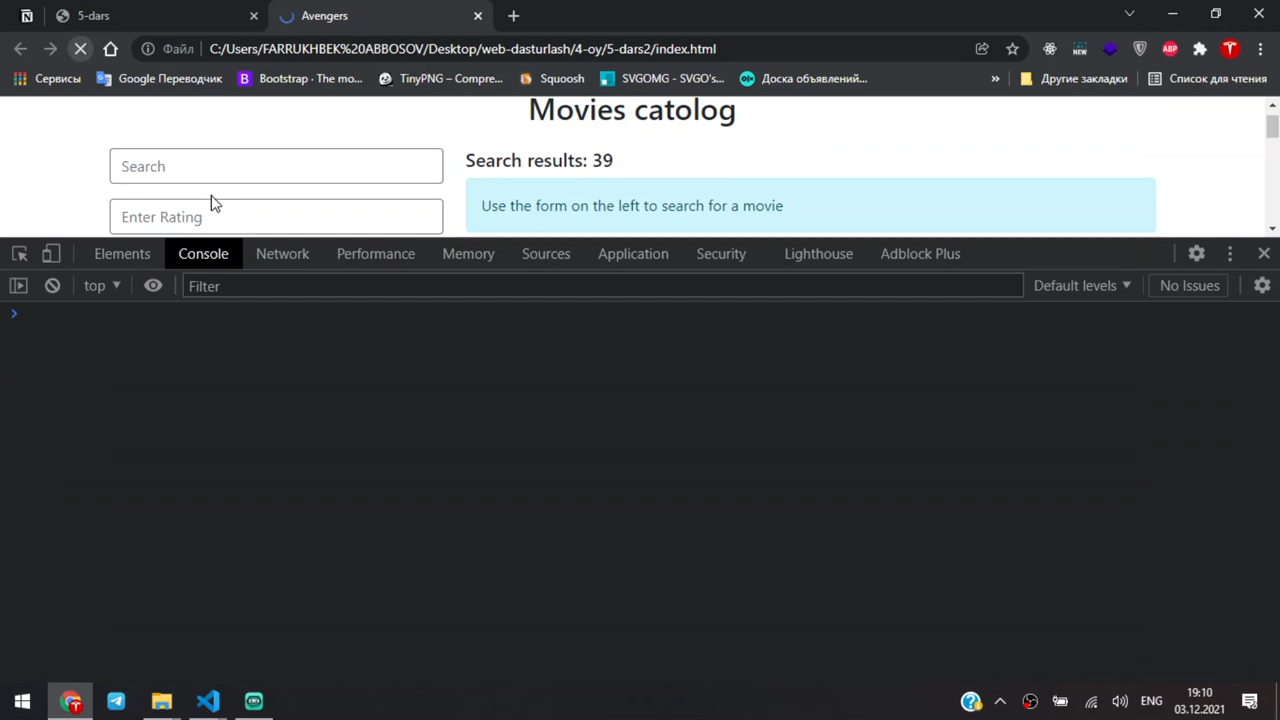 5-dars
Avengers
Файл C:/Users/FARRUKHBEK%20ABBOSOV/Desktop/web-dasturlash/4-oy/5-dars2/index.html
NEW
ABP
Сервисы Google Переводчик Bootstrap · The mo... TinyPNG – Compre... Squoosh SVGOMG - SVGO's... Доска объявлений... » Другие закладки Список для чтения
Movies catolog
Search
Search results: 39
Enter Rating
Use the form on the left to search for a movie
Elements Console Network Performance Memory Sources Application Security Lighthouse Adblock Plus
top Filter Default levels No Issues
19:10
ENG
03.12.2021